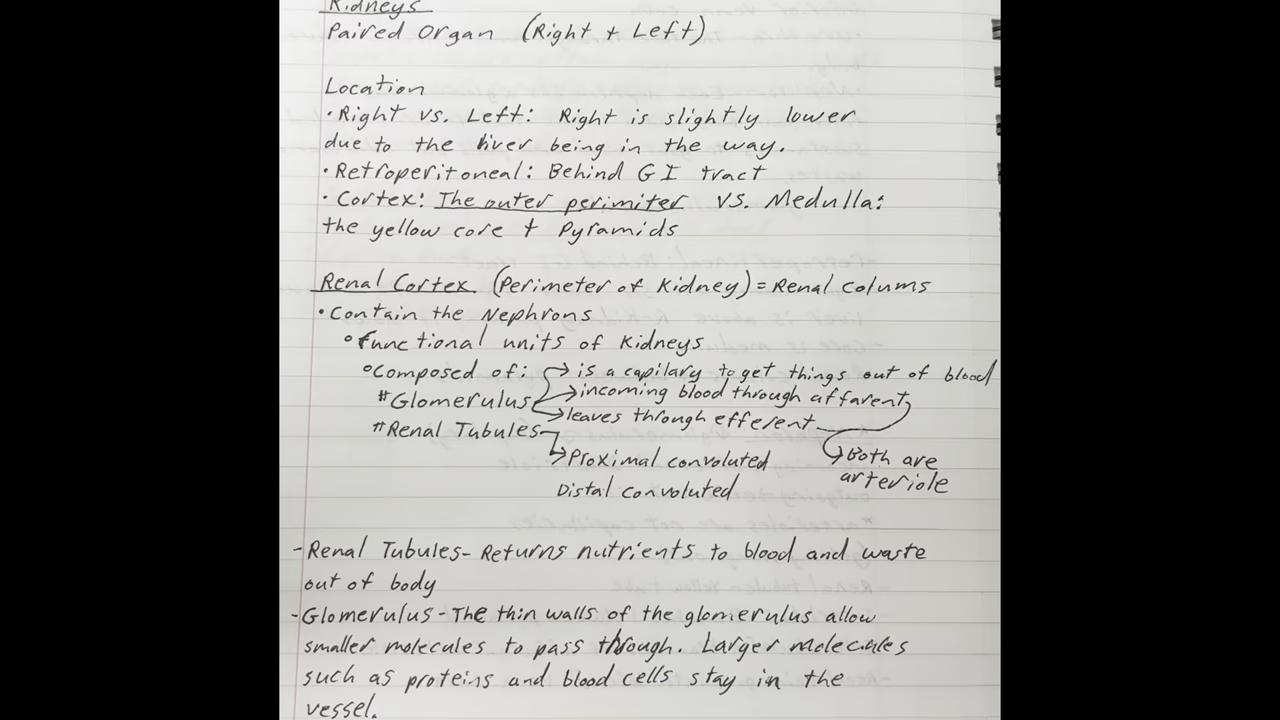 Kidneys
Paired Organ (Right + Left)
Location
•Right vs. Left: Right is slightly lower
due to the liver being in the way.
•Retroperitoneal: Behind GI tract
•Cortex: The outer perimiter vs. Medulla:
the yellow core + Pyramids
Renal Cortex (Perimeter of Kidney) = Renal colums
•Contain the Nephrons
°Functional units of Kidneys
°Composed of: → is a capilary to get things out of blood
#Glomerulus → incoming blood through affarent
→ leaves through efferent
#Renal Tubules
→ Both are
arteriole
→ Proximal convoluted
Distal convoluted
-Renal Tubules- Returns nutrients to blood and waste
out of body
-Glomerulus - The thin walls of the glomerulus allow
smaller molecules to pass through. Larger molecules
such as proteins and blood cells stay in the
vessel.